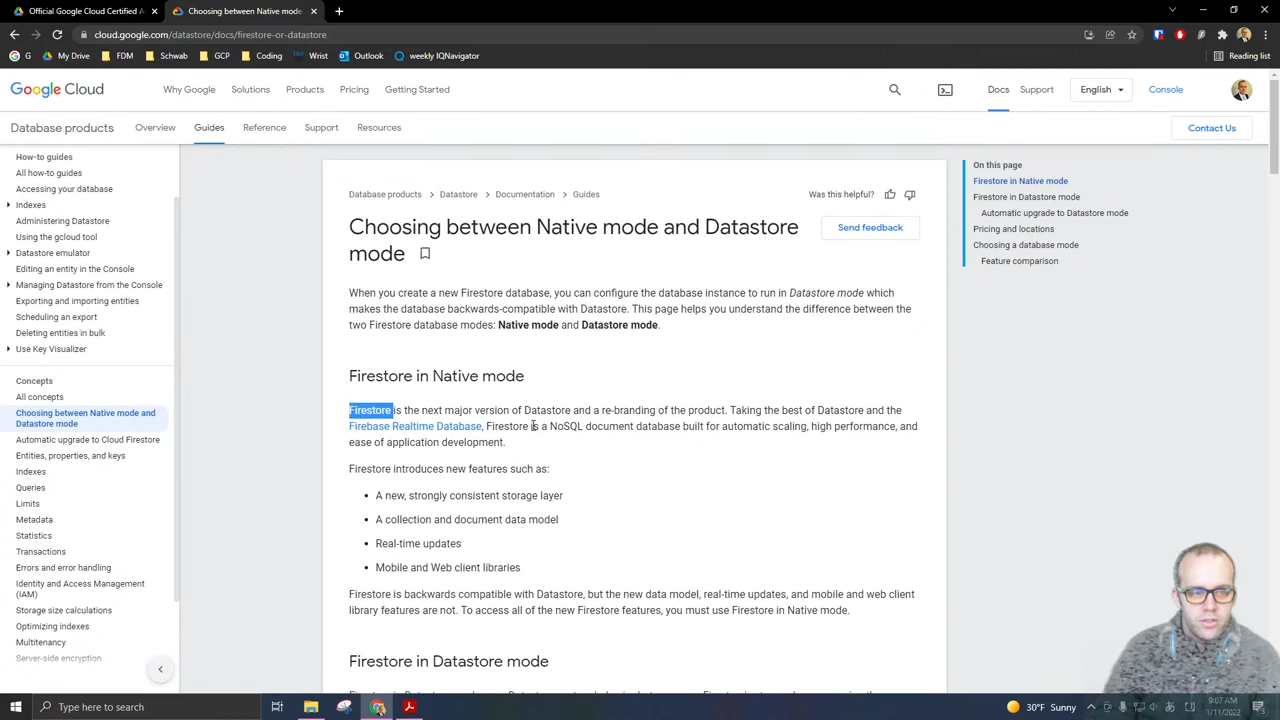 Official Google Cloud Certified A
Choosing between Native mode
cloud.google.com/datastore/docs/firestore-or-datastore
G
My Drive
FDM
Schwab
GCP
Coding
Wrist
Outlook
weekly IQNavigator
Reading list
Google Cloud
Why Google
Solutions
Products
Pricing
Getting Started
Docs
Support
English
Console
Database products
Overview
Guides
Reference
Support
Resources
Contact Us
How-to guides
All how-to guides
Accessing your database
Indexes
Administering Datastore
Using the gcloud tool
Datastore emulator
Editing an entity in the Console
Managing Datastore from the Console
Exporting and importing entities
Scheduling an export
Deleting entities in bulk
Use Key Visualizer
Concepts
All concepts
Choosing between Native mode and
Datastore mode
Automatic upgrade to Cloud Firestore
Entities, properties, and keys
Indexes
Queries
Limits
Metadata
Statistics
Transactions
Errors and error handling
Identity and Access Management
(IAM)
Storage size calculations
Optimizing indexes
Multitenancy
Server-side encryption
Database products > Datastore > Documentation > Guides
Was this helpful?
Choosing between Native mode and Datastore
mode
Send feedback
When you create a new Firestore database, you can configure the database instance to run in Datastore mode which
makes the database backwards-compatible with Datastore. This page helps you understand the difference between the
two Firestore database modes: Native mode and Datastore mode.
Firestore in Native mode
Firestore is the next major version of Datastore and a re-branding of the product. Taking the best of Datastore and the
Firebase Realtime Database, Firestore is a NoSQL document database built for automatic scaling, high performance, and
ease of application development.
Firestore introduces new features such as:
• A new, strongly consistent storage layer
• A collection and document data model
• Real-time updates
• Mobile and Web client libraries
Firestore is backwards compatible with Datastore, but the new data model, real-time updates, and mobile and web client
library features are not. To access all of the new Firestore features, you must use Firestore in Native mode.
Firestore in Datastore mode
On this page
Firestore in Native mode
Firestore in Datastore mode
Automatic upgrade to Datastore mode
Pricing and locations
Choosing a database mode
Feature comparison
Type here to search
30°F Sunny
9:07 AM
1/11/2022